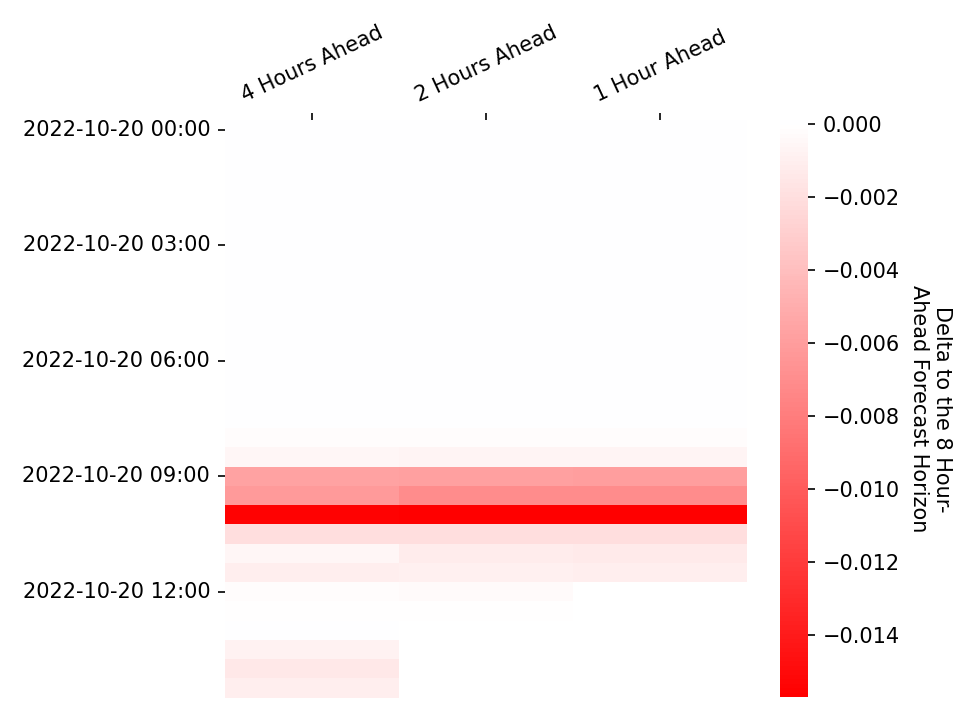 4 Hours Ahead
2 Hours Ahead
1 Hour Ahead
2022-10-20 00:00
2022-10-20 03:00
2022-10-20 06:00
2022-10-20 09:00
2022-10-20 12:00
0.000
−0.002
−0.004
−0.006
−0.008
−0.010
−0.012
−0.014
Delta to the 8 Hour-
Ahead Forecast Horizon